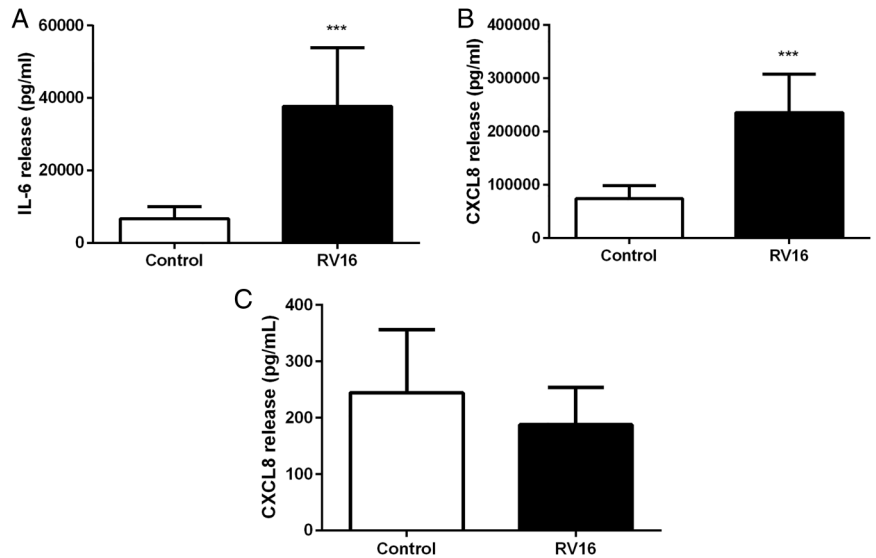 A
IL-6 release (pg/ml)
60000
40000
20000
0
***
Control
RV16
B
CXCL8 release (pg/ml)
400000
300000
200000
100000
0
***
Control
RV16
C
CXCL8 release (pg/mL)
400
300
200
100
0
Control
RV16